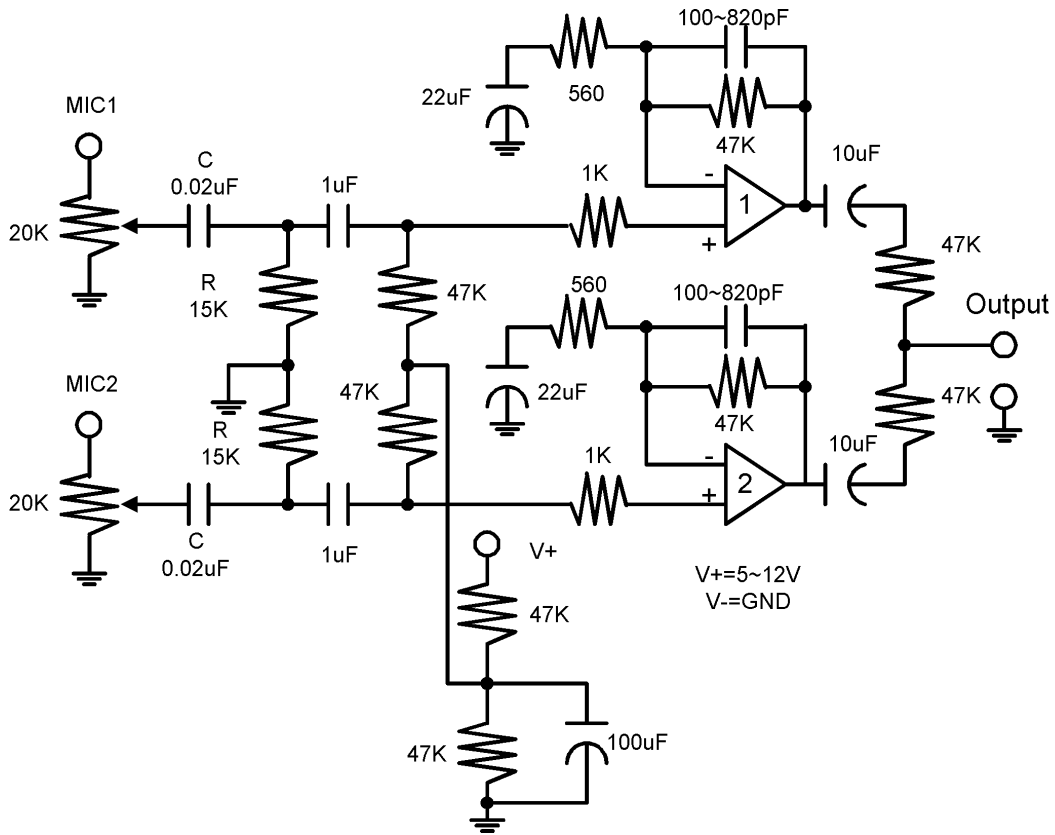 100~820pF
22uF
560
MIC1
47K
10uF
C
0.02uF
1uF
1K
-
1
+
20K
47K
R
15K
47K
560
100~820pF
Output
MIC2
47K
22uF
47K
47K
R
15K
1K
10uF
-
2
+
20K
C
0.02uF
1uF
V+
V+=5~12V
V-=GND
47K
47K
100uF